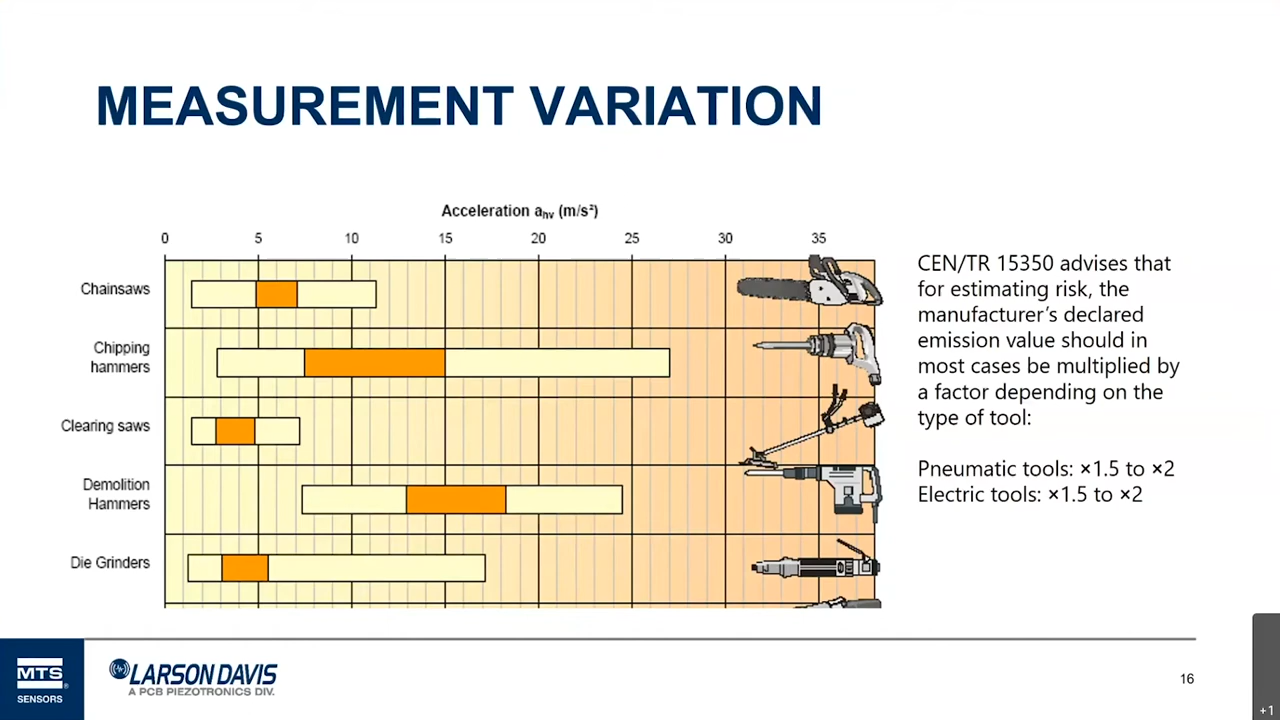 MEASUREMENT VARIATION
Acceleration ahv (m/s²)
0 5 10 15 20 25 30 35
Chainsaws
Chipping
hammers
Clearing saws
Demolition
Hammers
Die Grinders
CEN/TR 15350 advises that
for estimating risk, the
manufacturer’s declared
emission value should in
most cases be multiplied by
a factor depending on the
type of tool:
Pneumatic tools: ×1.5 to ×2
Electric tools: ×1.5 to ×2
MTS
SENSORS
LARSON DAVIS
A PCB PIEZOTRONICS DIV.
16
+1